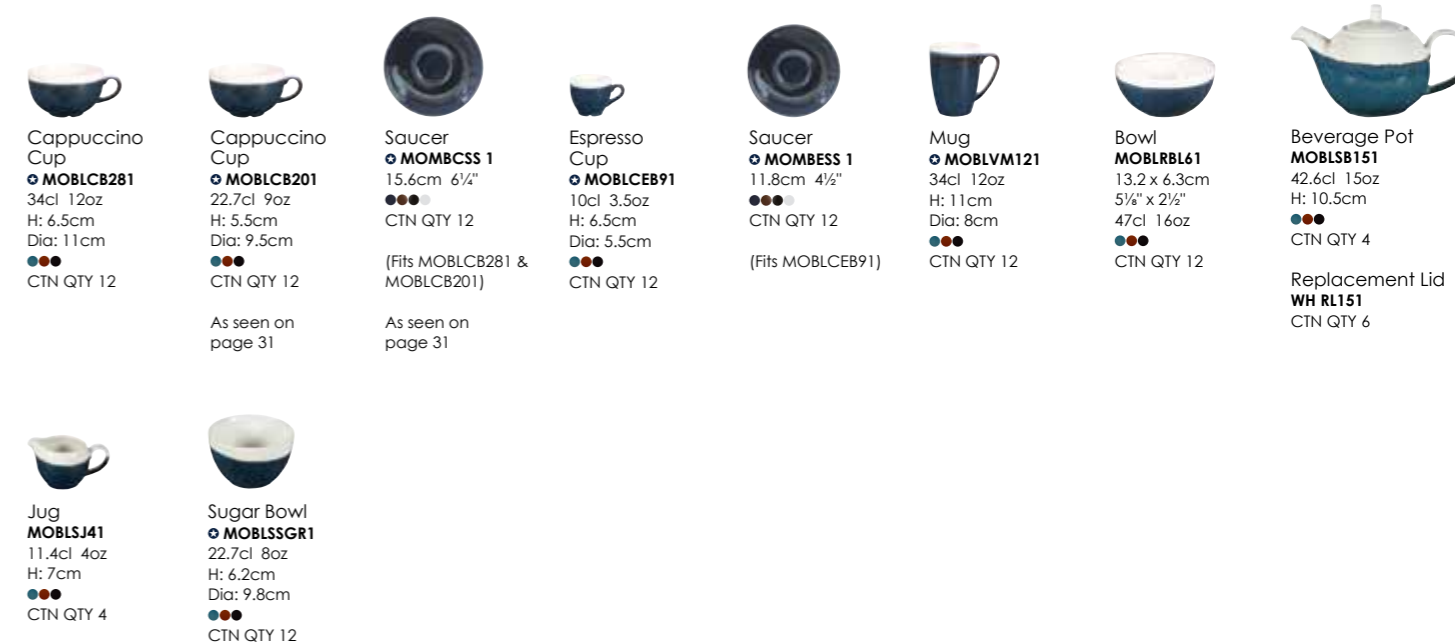 Cappuccino
Cup
✪ MOBLCB281
34cl 12oz
H: 6.5cm
Dia: 11cm
CTN QTY 12
Cappuccino
Cup
✪ MOBLCB201
22.7cl 9oz
H: 5.5cm
Dia: 9.5cm
CTN QTY 12
As seen on
page 31
Saucer
✪ MOMBCSS 1
15.6cm 6¼"
CTN QTY 12
(Fits MOBLCB281 &
MOBLCB201)
As seen on
page 31
Espresso
Cup
✪ MOBLCEB91
10cl 3.5oz
H: 6.5cm
Dia: 5.5cm
CTN QTY 12
Saucer
✪ MOMBESS 1
11.8cm 4½"
CTN QTY 12
(Fits MOBLCEB91)
Mug
✪ MOBLVM121
34cl 12oz
H: 11cm
Dia: 8cm
CTN QTY 12
Bowl
MOBLRBL61
13.2 x 6.3cm
5⅛" x 2½"
47cl 16oz
CTN QTY 12
Beverage Pot
MOBLSB151
42.6cl 15oz
H: 10.5cm
CTN QTY 4
Replacement Lid
WH RL151
CTN QTY 6
Jug
MOBLSJ41
11.4cl 4oz
H: 7cm
CTN QTY 4
Sugar Bowl
✪ MOBLSSGR1
22.7cl 8oz
H: 6.2cm
Dia: 9.8cm
CTN QTY 12